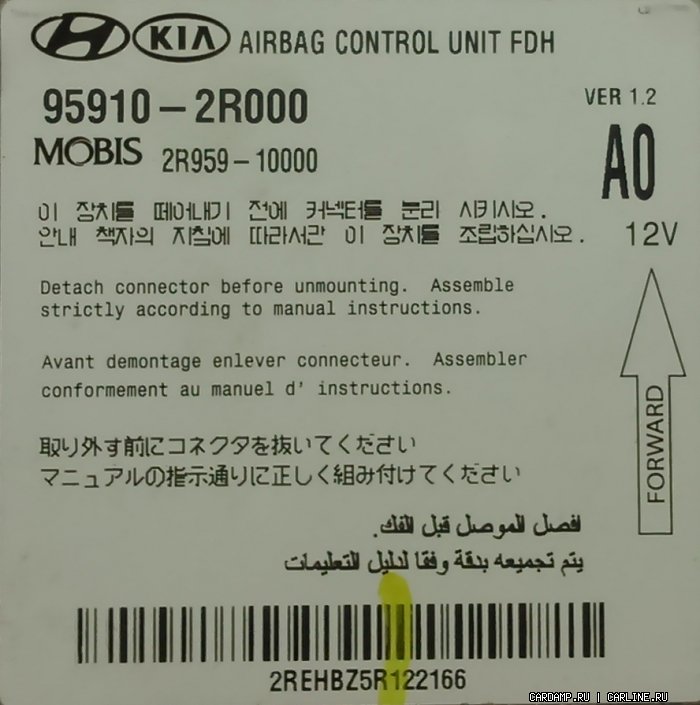 KIA AIRBAG CONTROL UNIT FDH
95910-2R000
VER 1.2
MOBIS 2R959-10000
A0
이 장치를 떼어내기 전에 커넥터를 분리 시키시오.
안내 책자의 지침에 따라서만 이 장치를 조립하십시오.
12V
Detach connector before unmounting. Assemble
strictly according to manual instructions.
Avant demontage enlever connecteur. Assembler
conformement au manuel d' instructions.
FORWARD
取り外す前にコネクタを抜いてください
マニュアルの指示通りに正しく組み付けてください
افصل الموصل قبل الفك.
يتم تجميعه بدقة وفقا لدليل التعليمات
2REHBZ5R122166
CARDAMP.RU | CARLINE.RU